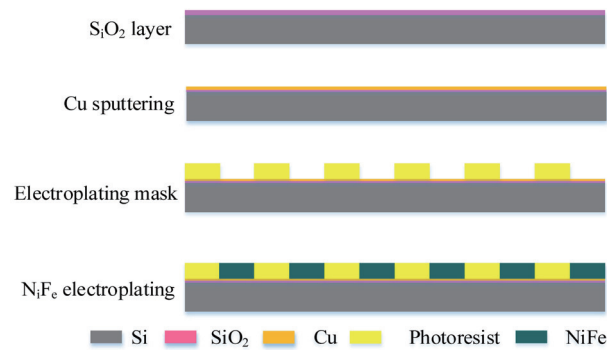 SiO2 layer
Cu sputtering
Electroplating mask
NiFe electroplating
Si SiO2 Cu Photoresist NiFe